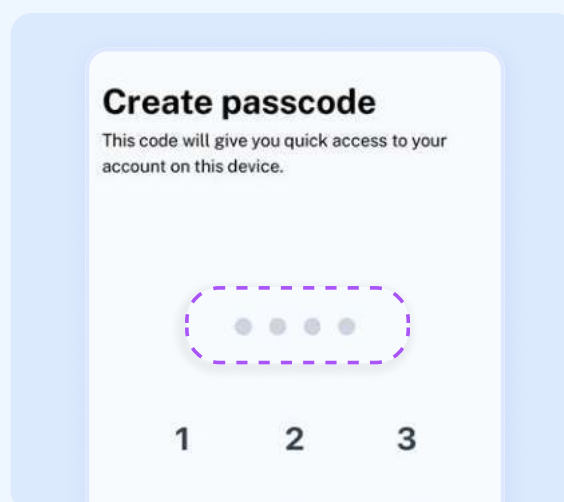 Create passcode
This code will give you quick access to your
account on this device.
1 2 3